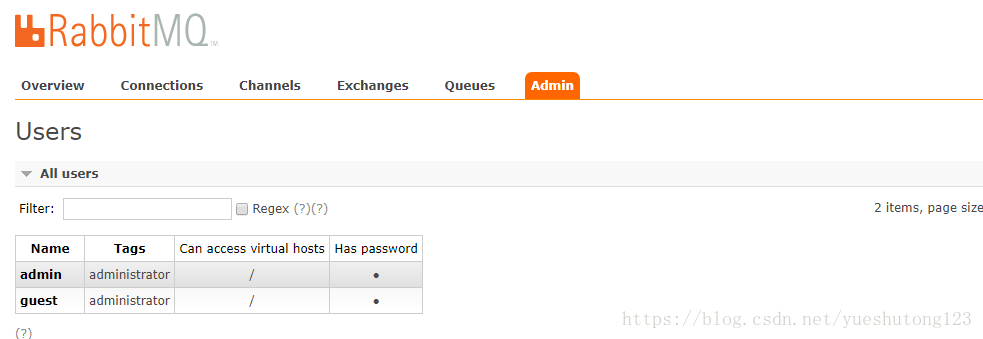 RabbitMQ™
Overview Connections Channels Exchanges Queues Admin
Users
All users
Filter: Regex (?)(?) 2 items, page size
Name Tags Can access virtual hosts Has password
admin administrator / ●
guest administrator / ●
https://blog.csdn.net/yueshutong123
(?)